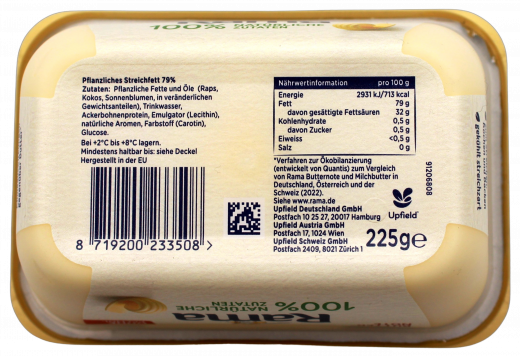 100% NATÜRLICHE
ZUTATEN
Pflanzliches Streichfett 79%
Zutaten: Pflanzliche Fette und Öle (Raps,
Kokos, Sonnenblumen, in veränderlichen
Gewichtsanteilen), Trinkwasser,
Ackerbohnenprotein, Emulgator (Lecithin),
natürliche Aromen, Farbstoff (Carotin),
Glucose.
Bei +2°C bis +8°C lagern.
Mindestens haltbar bis: siehe Deckel
Hergestellt in der EU
8 719200 233508 >
Nährwertinformation pro 100 g
Energie 2931 kJ/713 kcal
Fett 79 g
davon gesättigte Fettsäuren 32 g
Kohlenhydrate 0,5 g
davon Zucker 0,5 g
Eiweiss <0,5 g
Salz 0 g
*Verfahren zur Ökobilanzierung
(entwickelt von Quantis) zum Vergleich
von Rama Butternote und Milchbutter in
Deutschland, Österreich und der
Schweiz (2022).
Siehe www.rama.de
Upfield Deutschland GmbH
Postfach 10 25 27, 20017 Hamburg
Upfield Austria GmbH
Postfach 17, 1024 Wien
Upfield Schweiz GmbH
Postfach 2409, 8021 Zürich 1
91206808
Upfield
225g℮
gekühlt streichzart
100% NATÜRLICHE
ZUTATEN
Rama